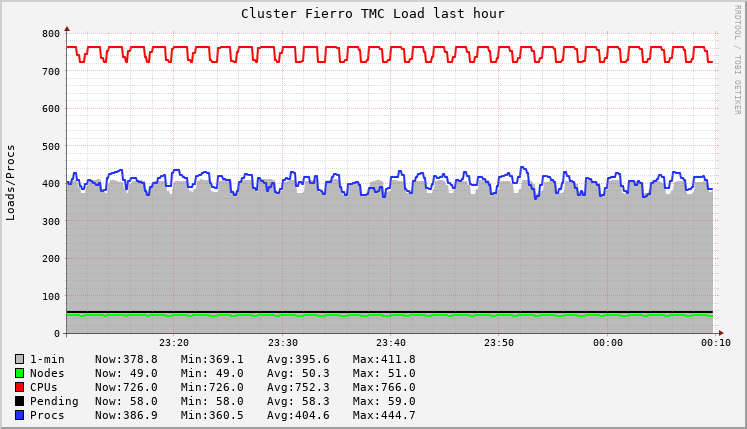 Cluster Fierro TMC Load last hour
RRDTOOL / TOBI OETIKER
Loads/Procs
800
700
600
500
400
300
200
100
0
23:20 23:30 23:40 23:50 00:00 00:10
1-min Now:378.8 Min:369.1 Avg:395.6 Max:411.8
Nodes Now: 49.0 Min: 49.0 Avg: 50.3 Max: 51.0
CPUs Now:726.0 Min:726.0 Avg:752.3 Max:766.0
Pending Now: 58.0 Min: 58.0 Avg: 58.3 Max: 59.0
Procs Now:386.9 Min:360.5 Avg:404.6 Max:444.7